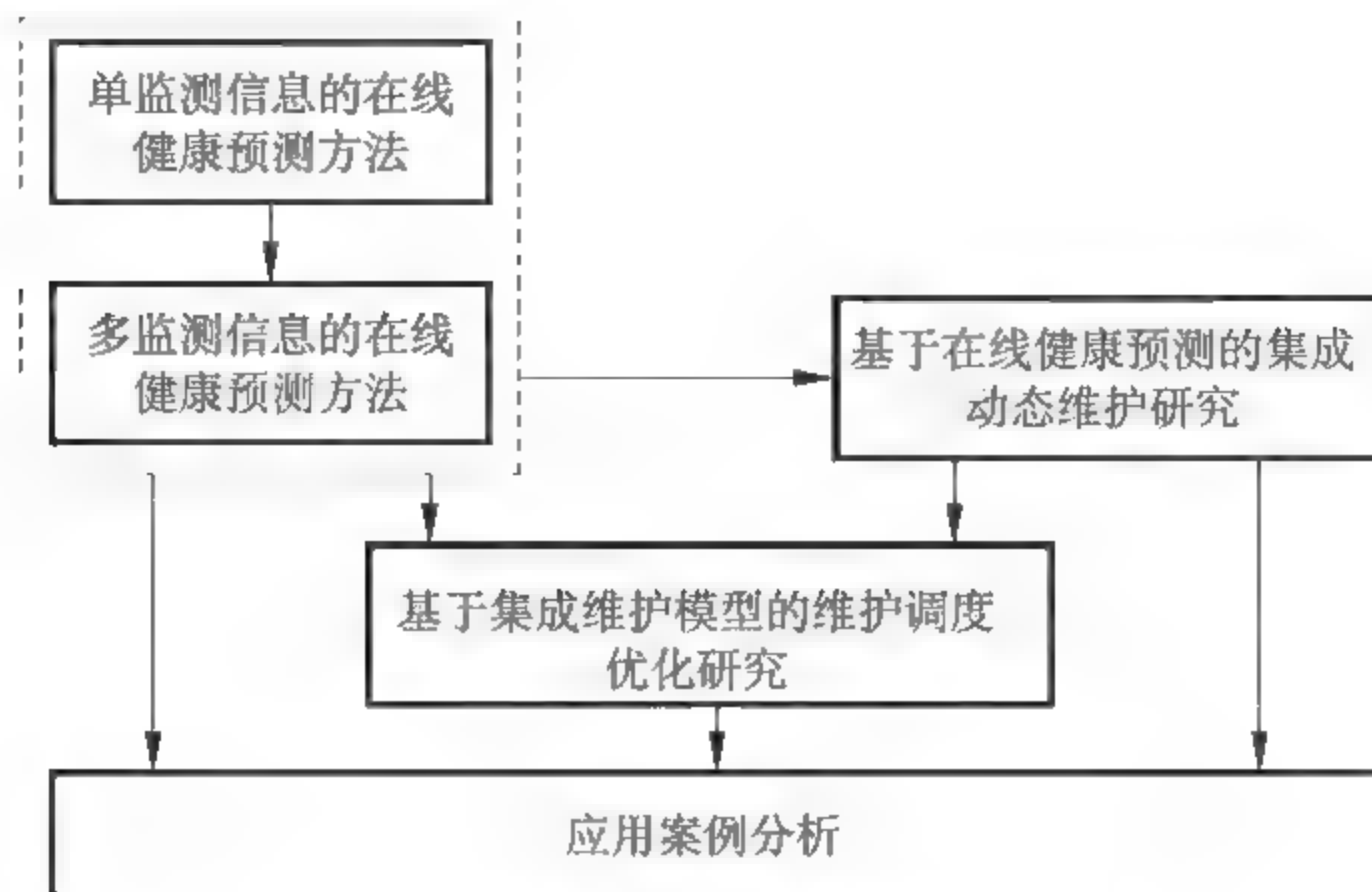 单监测信息的在线
健康预测方法
多监测信息的在线
健康预测方法
基于在线健康预测的集成
动态维护研究
基于集成维护模型的维护调度
优化研究
应用案例分析